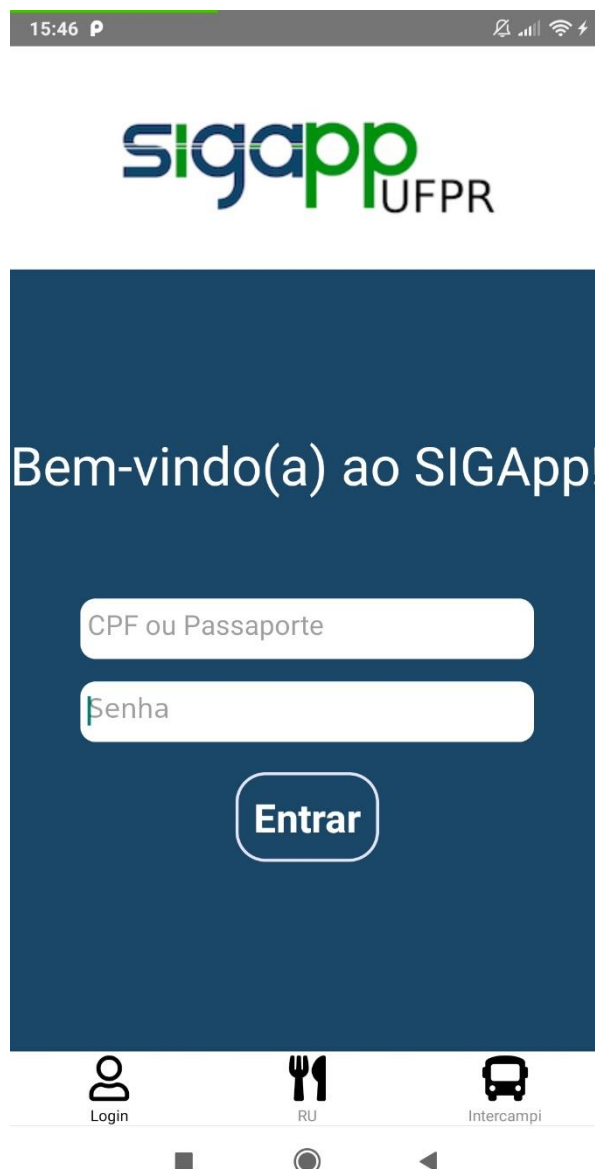 15:46
sigapp
UFPR
Bem-vindo(a) ao SIGApp!
CPF ou Passaporte
Senha
Entrar
Login RU Intercampi